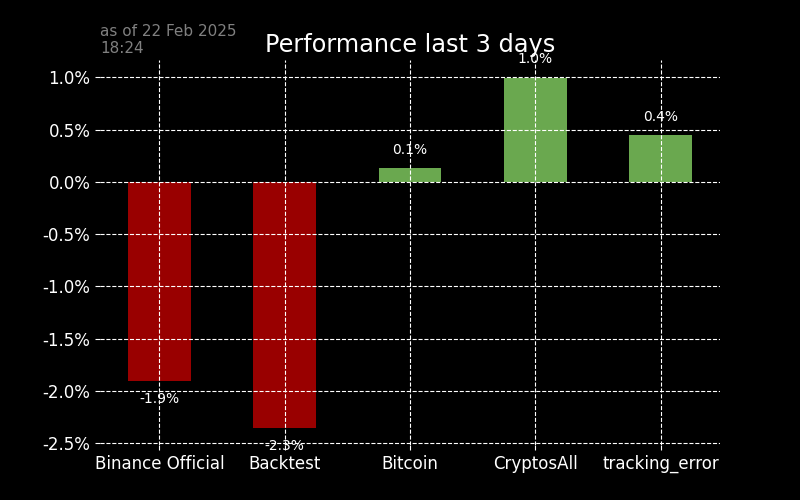 as of 22 Feb 2025
18:24
Performance last 3 days
1.0%
0.5%
0.0%
-0.5%
-1.0%
-1.5%
-2.0%
-2.5%
-1.9%
-2.3%
0.1%
1.0%
0.4%
Binance Official
Backtest
Bitcoin
CryptosAll
tracking_error